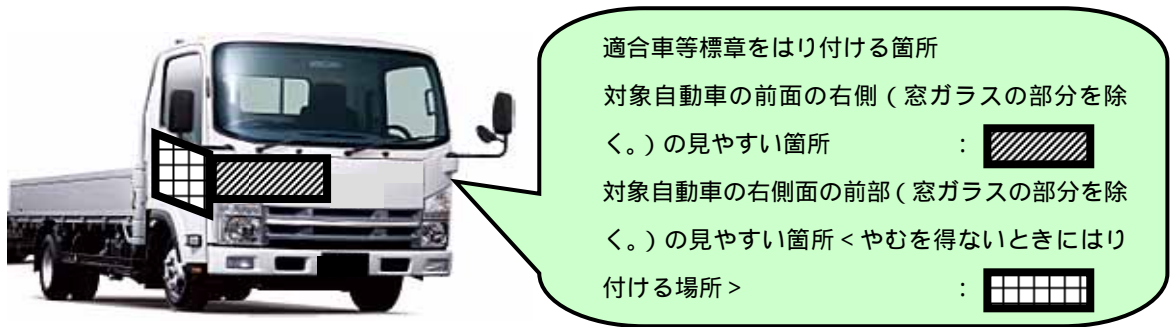 適合車等標章をはり付ける箇所
対象自動車の前面の右側（窓ガラスの部分を除
く。）の見やすい箇所　　　　　：
対象自動車の右側面の前部（窓ガラスの部分を除
く。）の見やすい箇所＜やむを得ないときにはり
付ける場所＞　　　　　　　　　：